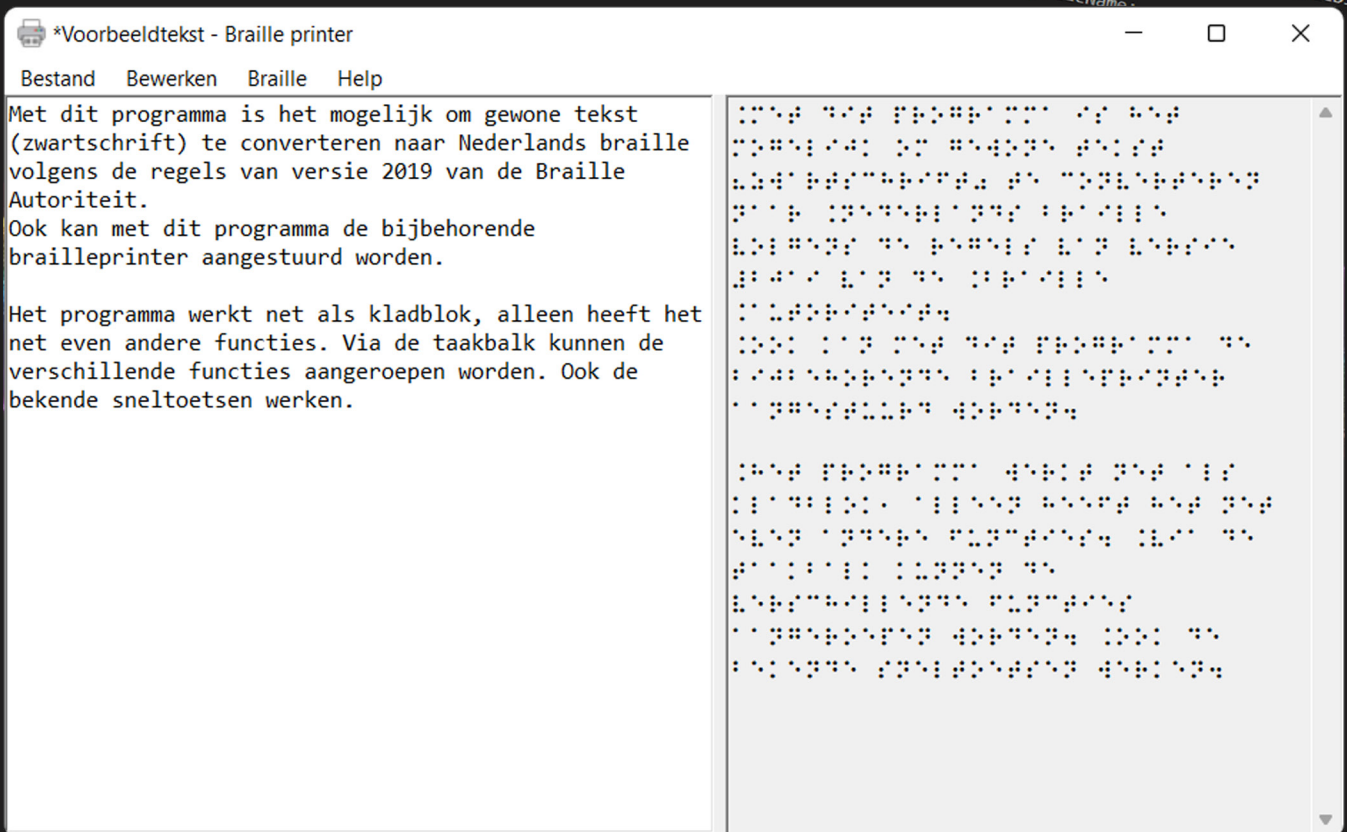 *Voorbeeldtekst - Braille printer
Bestand Bewerken Braille Help
Met dit programma is het mogelijk om gewone tekst
(zwartschrift) te converteren naar Nederlands braille
volgens de regels van versie 2019 van de Braille
Autoriteit.
Ook kan met dit programma de bijbehorende
brailleprinter aangestuurd worden.
Het programma werkt net als kladblok, alleen heeft het
net even andere functies. Via de taakbalk kunnen de
verschillende functies aangeroepen worden. Ook de
bekende sneltoetsen werken.
⠨⠍⠑⠞ ⠙⠊⠞ ⠏⠗⠕⠛⠗⠁⠍⠍⠁ ⠊⠎ ⠓⠑⠞
⠍⠕⠛⠑⠇⠊⠚⠅ ⠕⠍ ⠛⠑⠺⠕⠝⠑ ⠞⠑⠅⠎⠞
⠦⠵⠺⠁⠗⠞⠎⠉⠓⠗⠊⠋⠞⠴ ⠞⠑ ⠉⠕⠝⠧⠑⠗⠞⠑⠗⠑⠝
⠝⠁⠁⠗ ⠨⠝⠑⠙⠑⠗⠇⠁⠝⠙⠎ ⠃⠗⠁⠊⠇⠇⠑
⠧⠕⠇⠛⠑⠝⠎ ⠙⠑ ⠗⠑⠛⠑⠇⠎ ⠧⠁⠝ ⠧⠑⠗⠎⠊⠑
⠼⠃⠚⠁⠊ ⠧⠁⠝ ⠙⠑ ⠨⠃⠗⠁⠊⠇⠇⠑
⠨⠁⠥⠞⠕⠗⠊⠞⠑⠊⠞⠲
⠨⠕⠕⠅ ⠅⠁⠝ ⠍⠑⠞ ⠙⠊⠞ ⠏⠗⠕⠛⠗⠁⠍⠍⠁ ⠙⠑
⠃⠊⠚⠃⠑⠓⠕⠗⠑⠝⠙⠑ ⠃⠗⠁⠊⠇⠇⠑⠏⠗⠊⠝⠞⠑⠗
⠁⠁⠝⠛⠑⠎⠞⠥⠥⠗⠙ ⠺⠕⠗⠙⠑⠝⠲
⠨⠓⠑⠞ ⠏⠗⠕⠛⠗⠁⠍⠍⠁ ⠺⠑⠗⠅⠞ ⠝⠑⠞ ⠁⠇⠎
⠅⠇⠁⠙⠃⠇⠕⠅⠂ ⠁⠇⠇⠑⠑⠝ ⠓⠑⠑⠋⠞ ⠓⠑⠞ ⠝⠑⠞
⠑⠧⠑⠝ ⠁⠝⠙⠑⠗⠑ ⠋⠥⠝⠉⠞⠊⠑⠎⠲ ⠨⠧⠊⠁ ⠙⠑
⠞⠁⠁⠅⠃⠁⠇⠅ ⠅⠥⠝⠝⠑⠝ ⠙⠑
⠧⠑⠗⠎⠉⠓⠊⠇⠇⠑⠝⠙⠑ ⠋⠥⠝⠉⠞⠊⠑⠎
⠁⠁⠝⠛⠑⠗⠕⠑⠏⠑⠝ ⠺⠕⠗⠙⠑⠝⠲ ⠨⠕⠕⠅ ⠙⠑
⠃⠑⠅⠑⠝⠙⠑ ⠎⠝⠑⠇⠞⠕⠑⠞⠎⠑⠝ ⠺⠑⠗⠅⠑⠝⠲